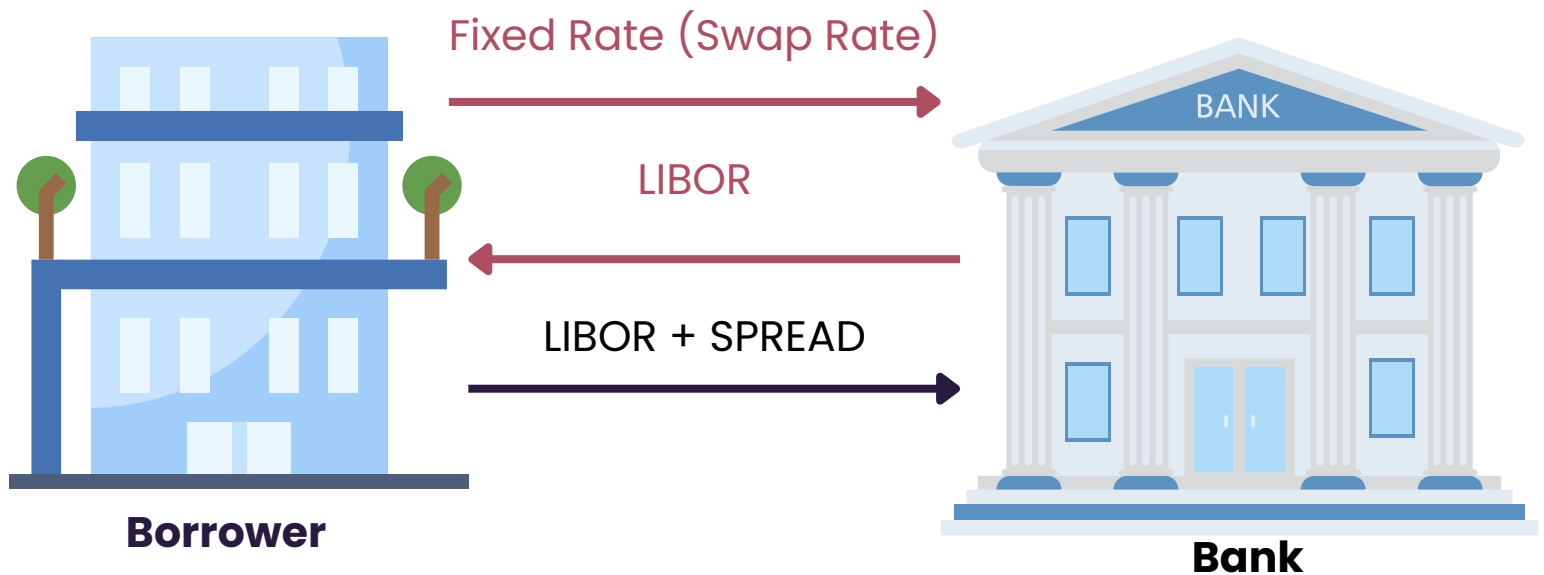 Fixed Rate (Swap Rate)
BANK
LIBOR
LIBOR + SPREAD
Borrower
Bank